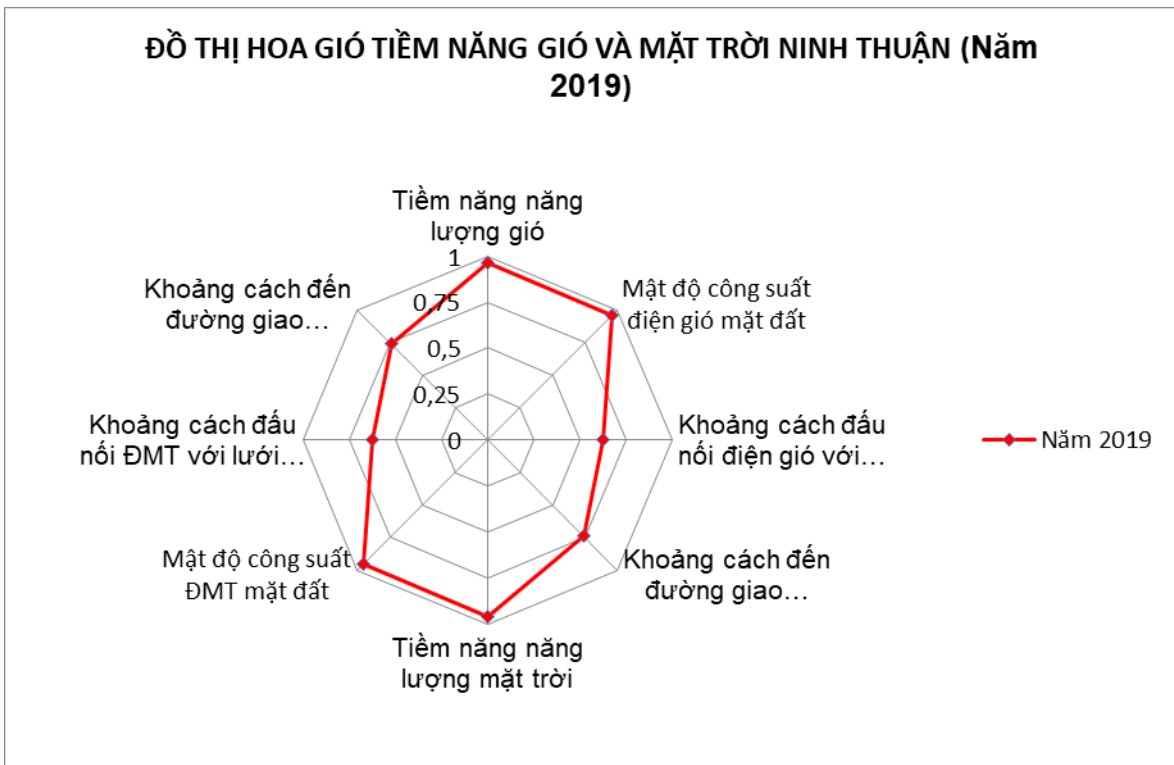 ĐỒ THỊ HOA GIÓ TIỀM NĂNG GIÓ VÀ MẶT TRỜI NINH THUẬN (Năm
2019)
Tiềm năng năng
lượng gió
Mật độ công suất
điện gió mặt đất
Khoảng cách đấu
nối điện gió với...
Khoảng cách đến
đường giao...
Tiềm năng năng
lượng mặt trời
Mật độ công suất
ĐMT mặt đất
Khoảng cách đấu
nối ĐMT với lưới...
Khoảng cách đến
đường giao...
1
0,75
0,5
0,25
0
Năm 2019